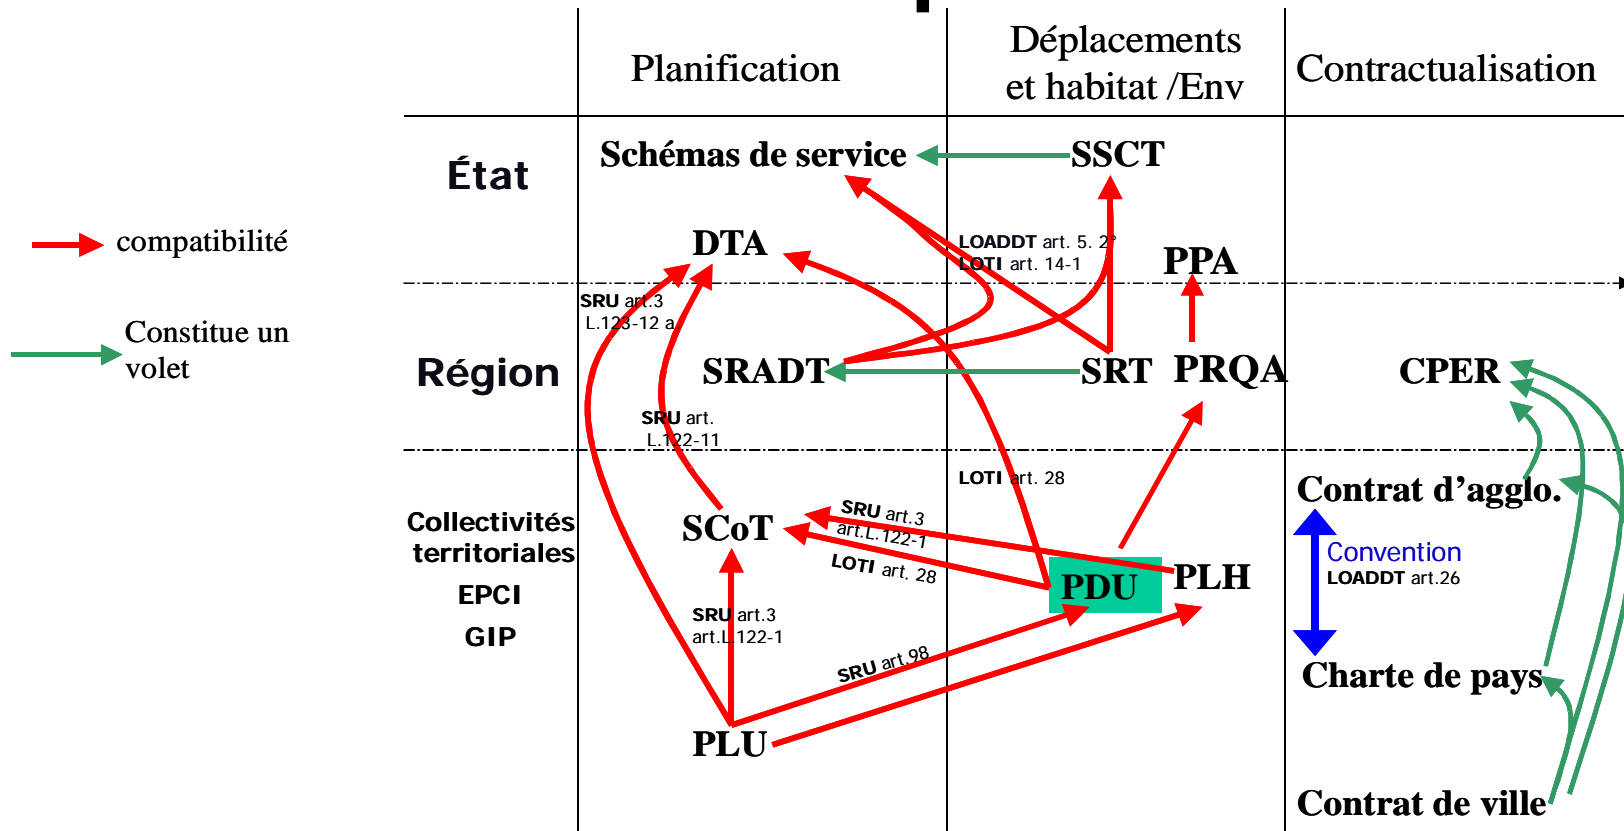 Planification
Déplacements
et habitat /Env
Contractualisation
État
Schémas de service
SSCT
compatibilité
DTA
LOADDT art. 5. 2°
LOTI art. 14-1
PPA
SRU art.3
L.123-12 a.
Constitue un
volet
Région
SRADT
SRT
PRQA
CPER
SRU art.
L.122-11
LOTI art. 28
Contrat d’agglo.
Collectivités
territoriales
EPCI
GIP
SCoT
SRU art.3
art.L.122-1
LOTI art. 28
Convention
LOADDT art.26
PDU
PLH
SRU art.3
art.L.122-1
SRU art.98
Charte de pays
PLU
Contrat de ville